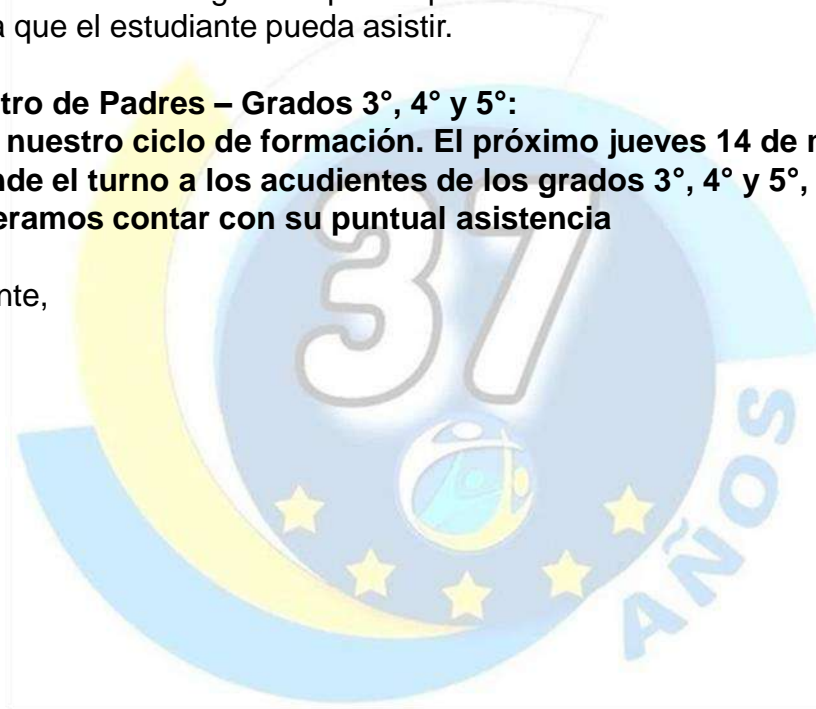 a que el estudiante pueda asistir.
tro de Padres – Grados 3°, 4° y 5°:
nuestro ciclo de formación. El próximo jueves 14 de
nde el turno a los acudientes de los grados 3°, 4° y 5°,
eramos contar con su puntual asistencia
nte,
37
AÑOS